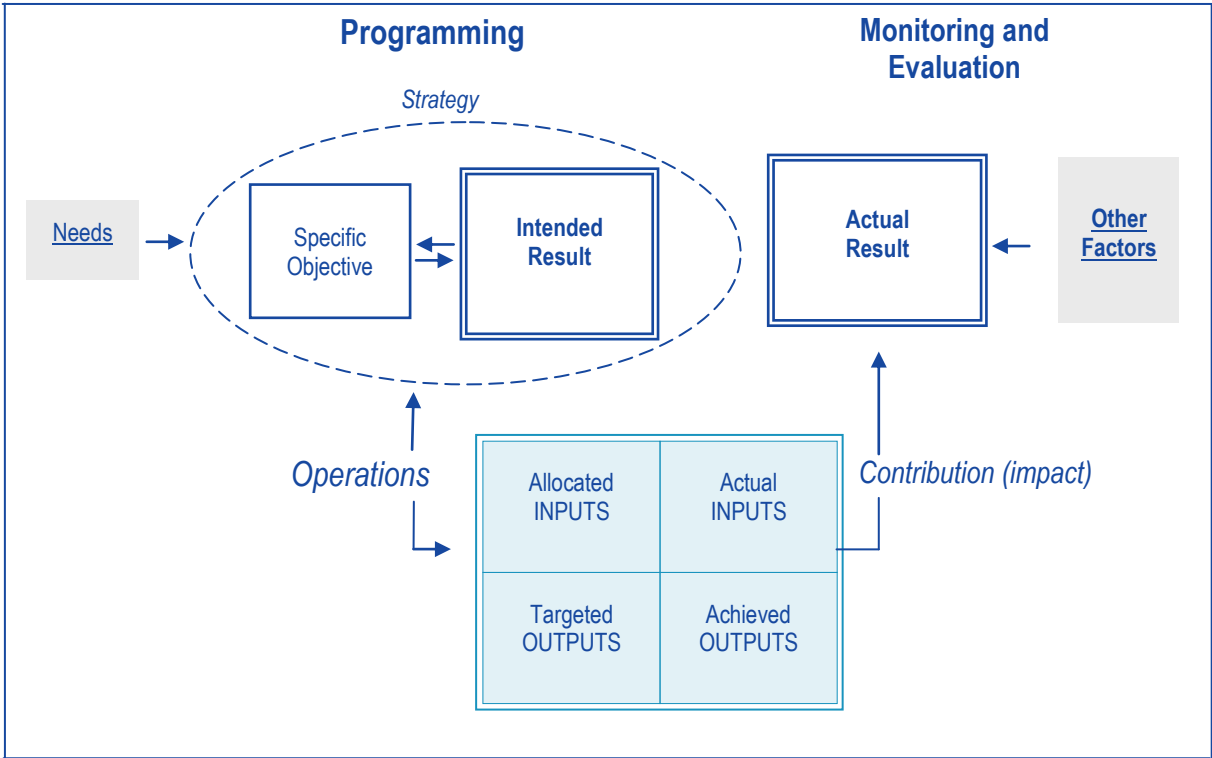 Programming
Monitoring and
Evaluation
Strategy
Needs
Specific
Objective
Intended
Result
Actual
Result
Other
Factors
Operations
Allocated
INPUTS
Actual
INPUTS
Contribution (impact)
Targeted
OUTPUTS
Achieved
OUTPUTS